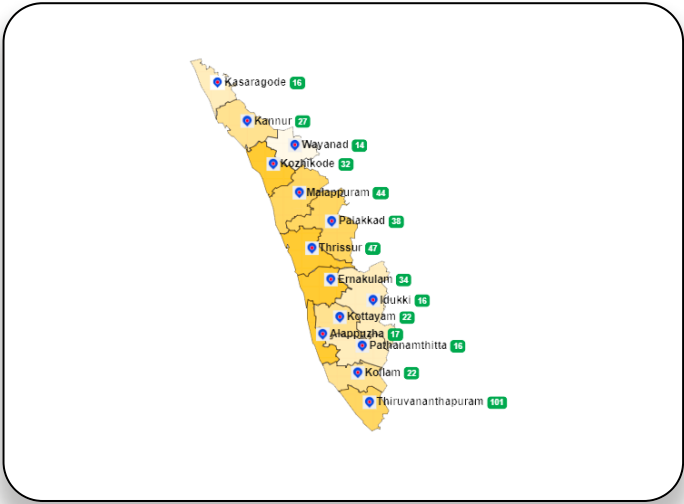 Kasaragode 16
Kannur 27
Wayanad 14
Kozhikode 32
Malappuram 44
Palakkad 38
Thrissur 47
Ernakulam 34
Idukki 16
Kottayam 22
Alappuzha 17
Pathanamthitta 16
Kollam 22
Thiruvananthapuram 101